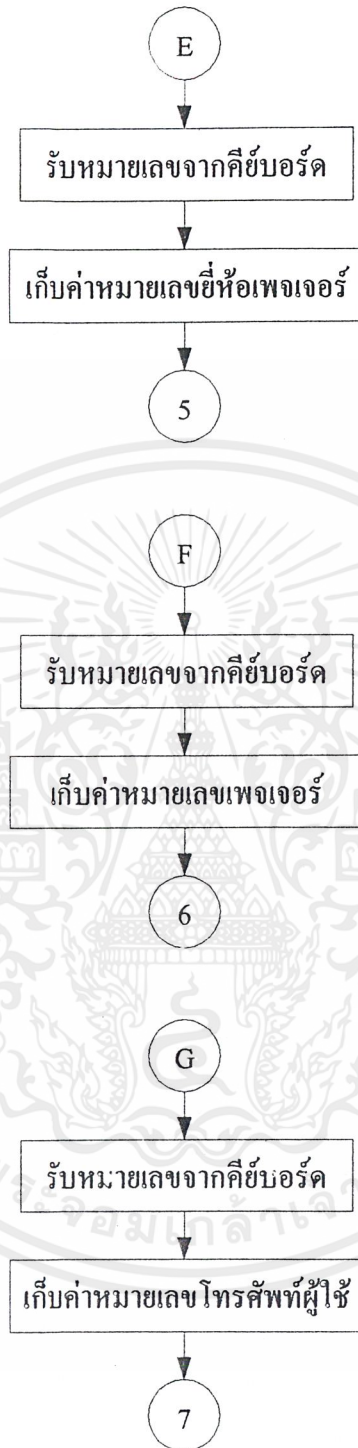 E
รับหมายเลขจากคีย์บอร์ด
เก็บค่าหมายเลขยี่ห้อเพจเจอร์
5
F
รับหมายเลขจากคีย์บอร์ด
เก็บค่าหมายเลขเพจเจอร์
6
G
รับหมายเลขจากคีย์บอร์ด
เก็บค่าหมายเลขโทรศัพท์ผู้ใช้
7